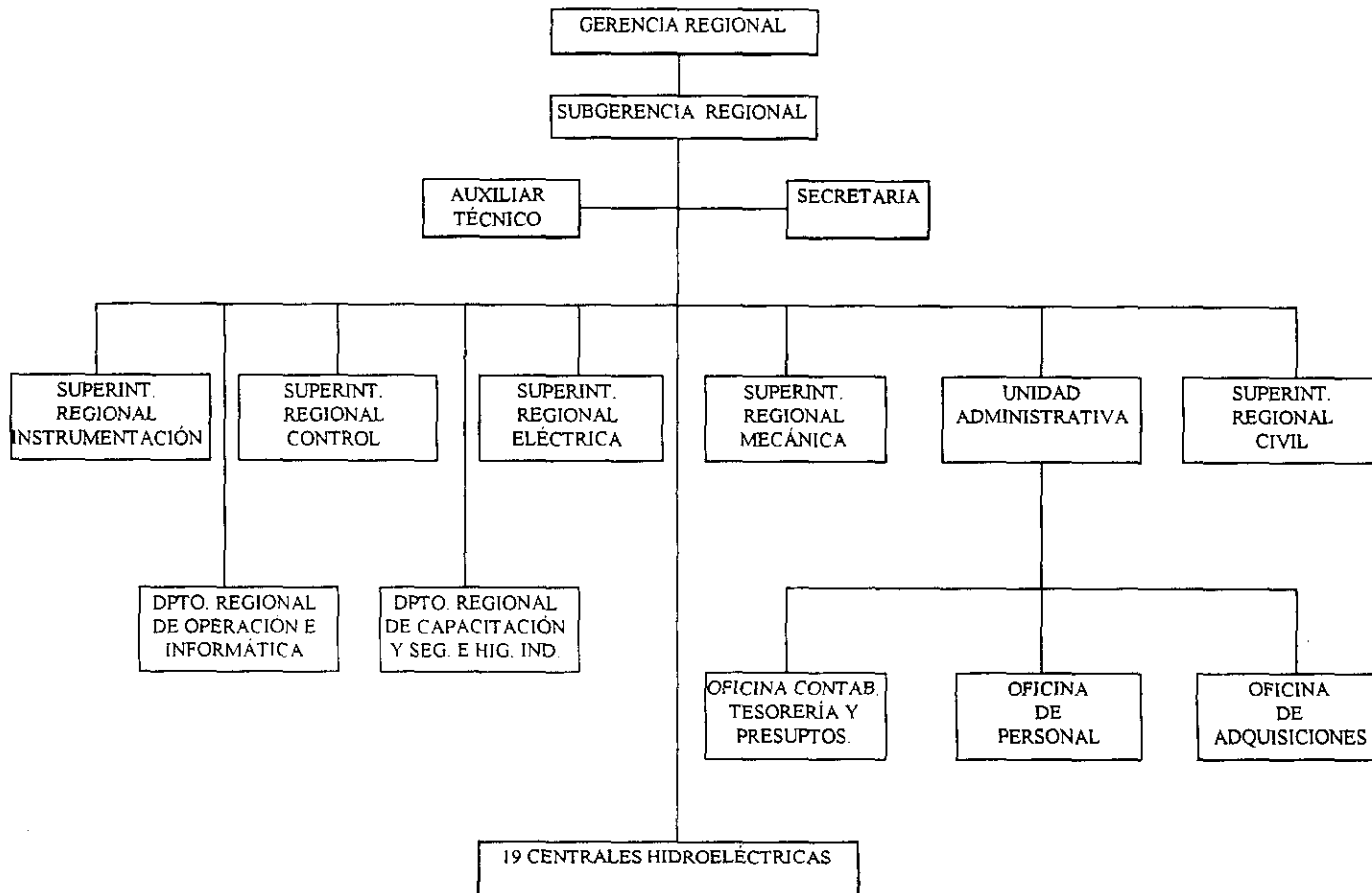 GERENCIA REGIONAL
SUBGERENCIA REGIONAL
AUXILIAR
TÉCNICO
SECRETARIA
SUPERINT.
REGIONAL
INSTRUMENTACIÓN
SUPERINT.
REGIONAL
CONTROL
SUPERINT.
REGIONAL
ELÉCTRICA
SUPERINT.
REGIONAL
MECÁNICA
UNIDAD
ADMINISTRATIVA
SUPERINT.
REGIONAL
CIVIL
DPTO. REGIONAL
DE OPERACIÓN E
INFORMÁTICA
DPTO. REGIONAL
DE CAPACITACIÓN
Y SEG. E HIG. IND.
OFICINA CONTAB.
TESORERÍA Y
PRESUPTOS.
OFICINA
DE
PERSONAL
OFICINA
DE
ADQUISICIONES
19 CENTRALES HIDROELÉCTRICAS